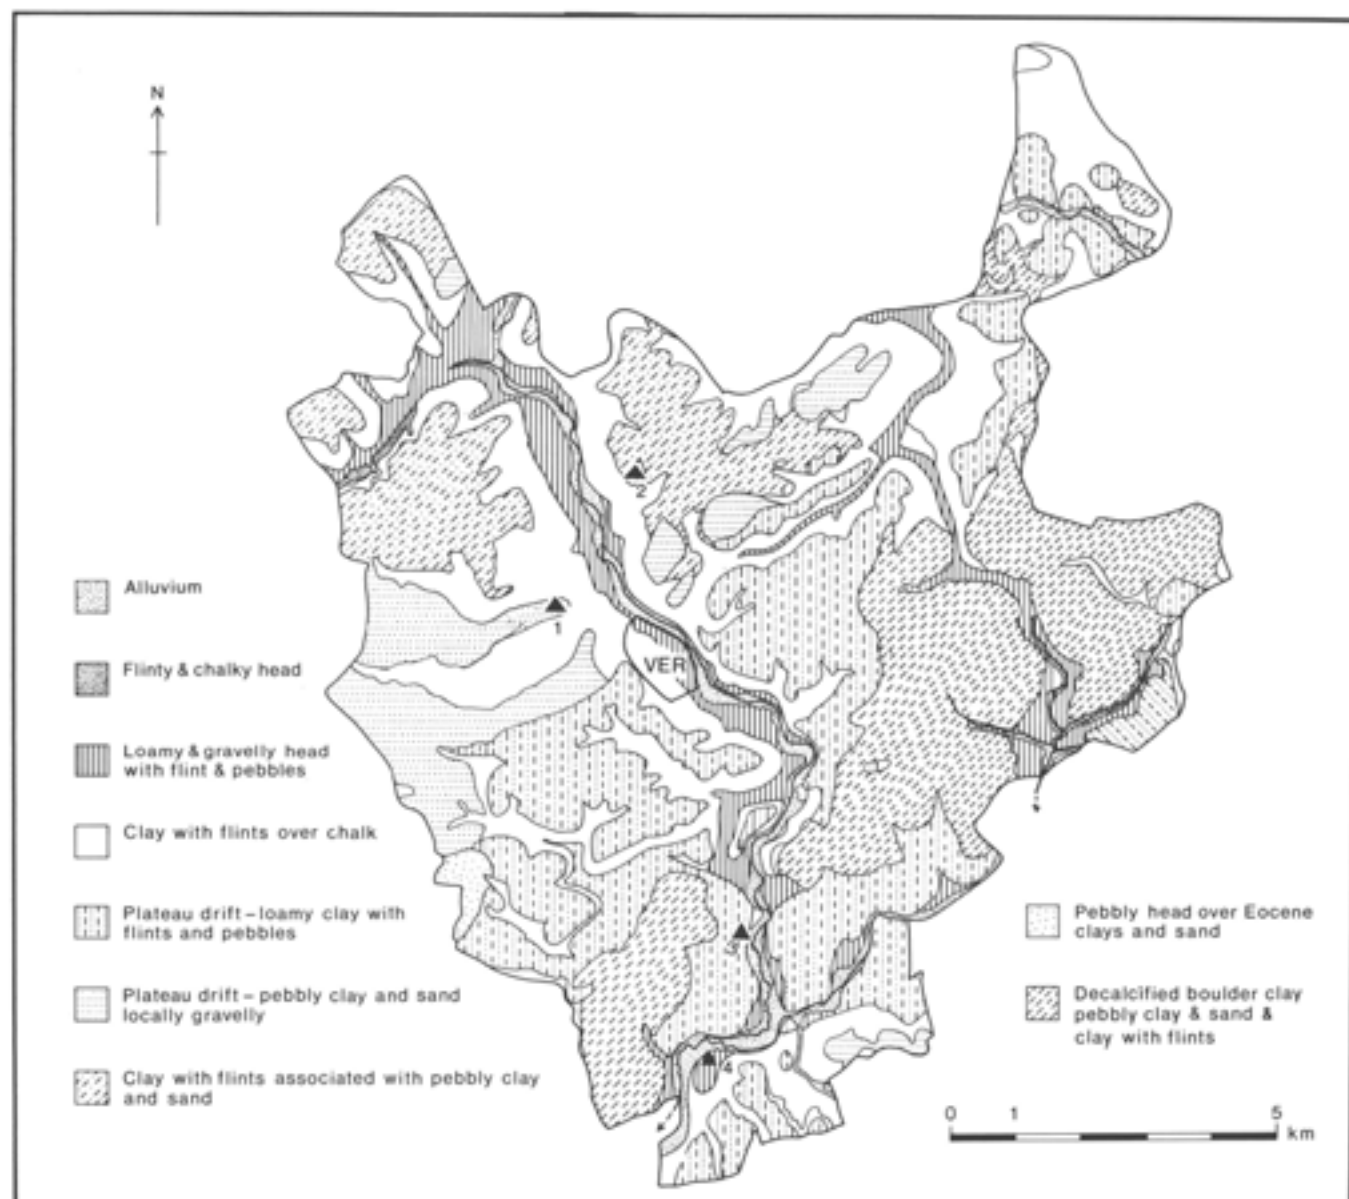 N
2
1
VER
3
4
Alluvium
Flinty & chalky head
Loamy & gravelly head
with flint & pebbles
Clay with flints over chalk
Plateau drift – loamy clay with
flints and pebbles
Plateau drift – pebbly clay and sand
locally gravelly
Clay with flints associated with pebbly clay
and sand
Pebbly head over Eocene
clays and sand
Decalcified boulder clay
pebbly clay & sand &
clay with flints
0 1 5
km